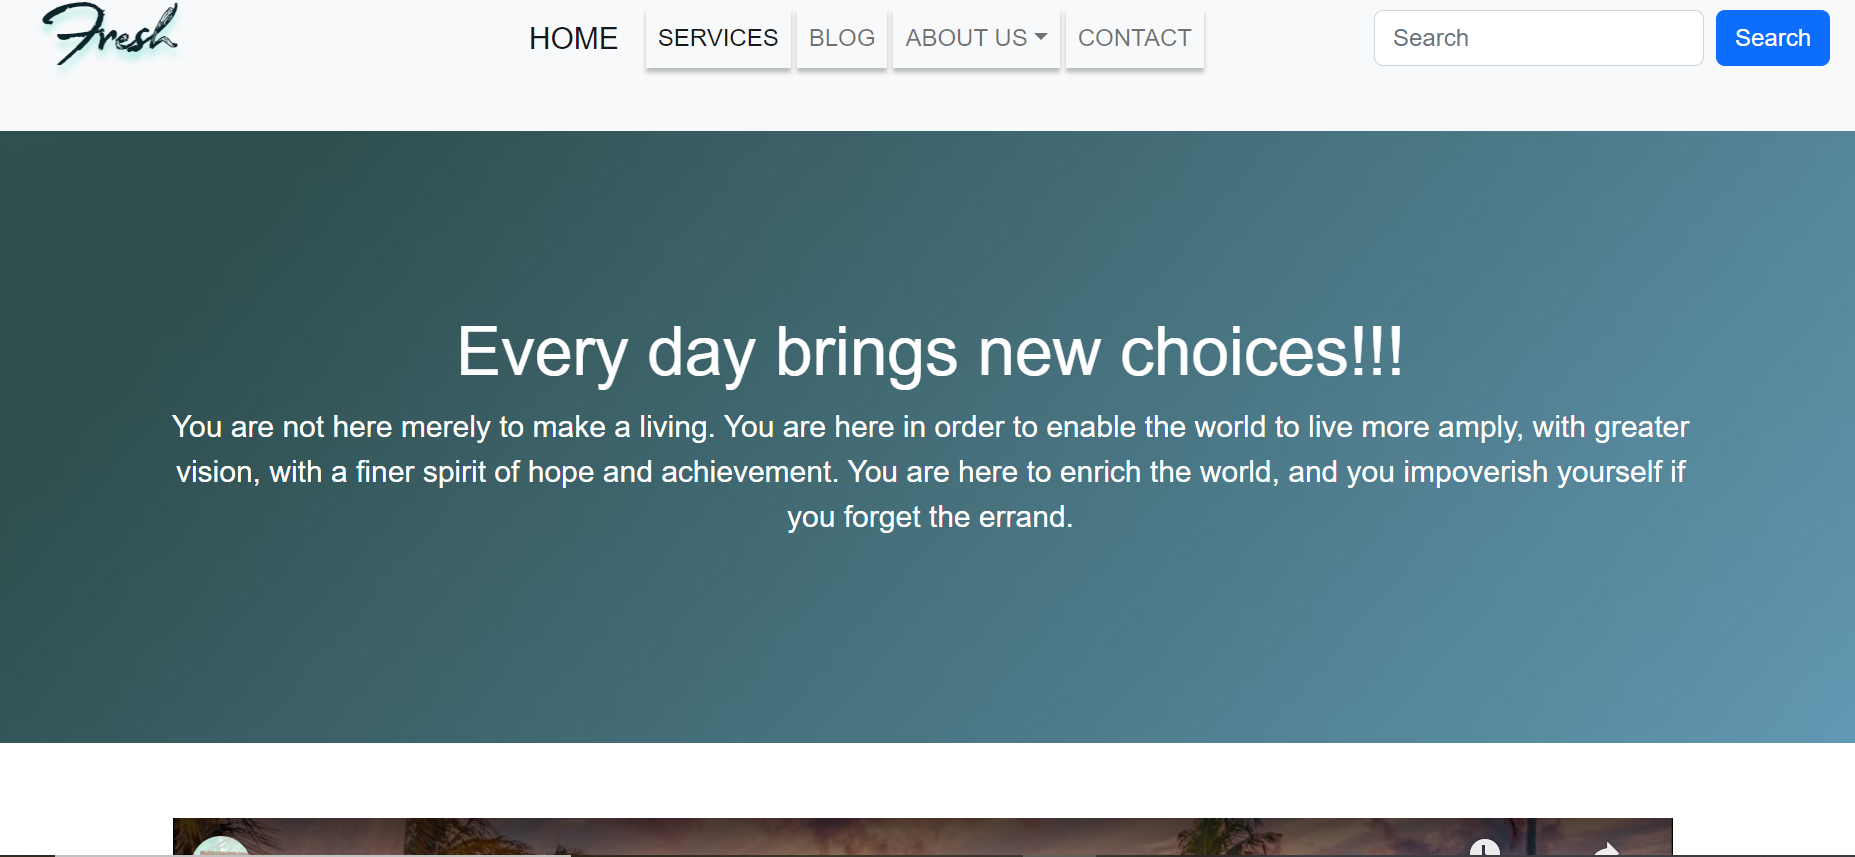 Fresh
HOME
SERVICES
BLOG
ABOUT US
CONTACT
Search
Search
Every day brings new choices!!!
You are not here merely to make a living. You are here in order to enable the world to live more amply, with greater
vision, with a finer spirit of hope and achievement. You are here to enrich the world, and you impoverish yourself if
you forget the errand.